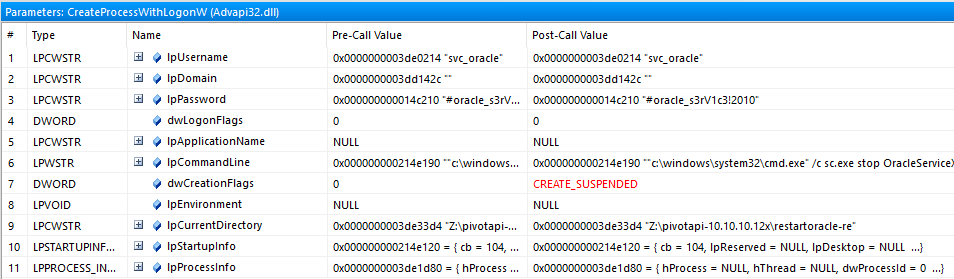 Parameters: CreateProcessWithLogonW (Advapi32.dll)
# Type Name Pre-Call Value Post-Call Value
1 LPCWSTR lpUsername 0x0000000003de0214 "svc_oracle" 0x0000000003de0214 "svc_oracle"
2 LPCWSTR lpDomain 0x0000000003dd142c "" 0x0000000003dd142c ""
3 LPCWSTR lpPassword 0x000000000014c210 "#oracle_s3rV... 0x000000000014c210 "#oracle_s3rV1c3!2010"
4 DWORD dwLogonFlags 0 0
5 LPCWSTR lpApplicationName NULL NULL
6 LPWSTR lpCommandLine 0x000000000214e190 ""c:\windows... 0x000000000214e190 ""c:\windows\system32\cmd.exe" /c sc.exe stop OracleServiceX
7 DWORD dwCreationFlags 0 CREATE_SUSPENDED
8 LPVOID lpEnvironment NULL NULL
9 LPCWSTR lpCurrentDirectory 0x0000000003de33d4 "Z:\pivotapi-... 0x0000000003de33d4 "Z:\pivotapi-10.10.10.12x\restartoracle-re"
10 LPSTARTUPINF... lpStartupInfo 0x000000000214e120 = { cb = 104, ... 0x000000000214e120 = { cb = 104, lpReserved = NULL, lpDesktop = NULL ...}
11 LPPROCESS_IN... lpProcessInfo 0x0000000003de1d80 = { hProcess ... 0x0000000003de1d80 = { hProcess = NULL, hThread = NULL, dwProcessId = 0 ...}